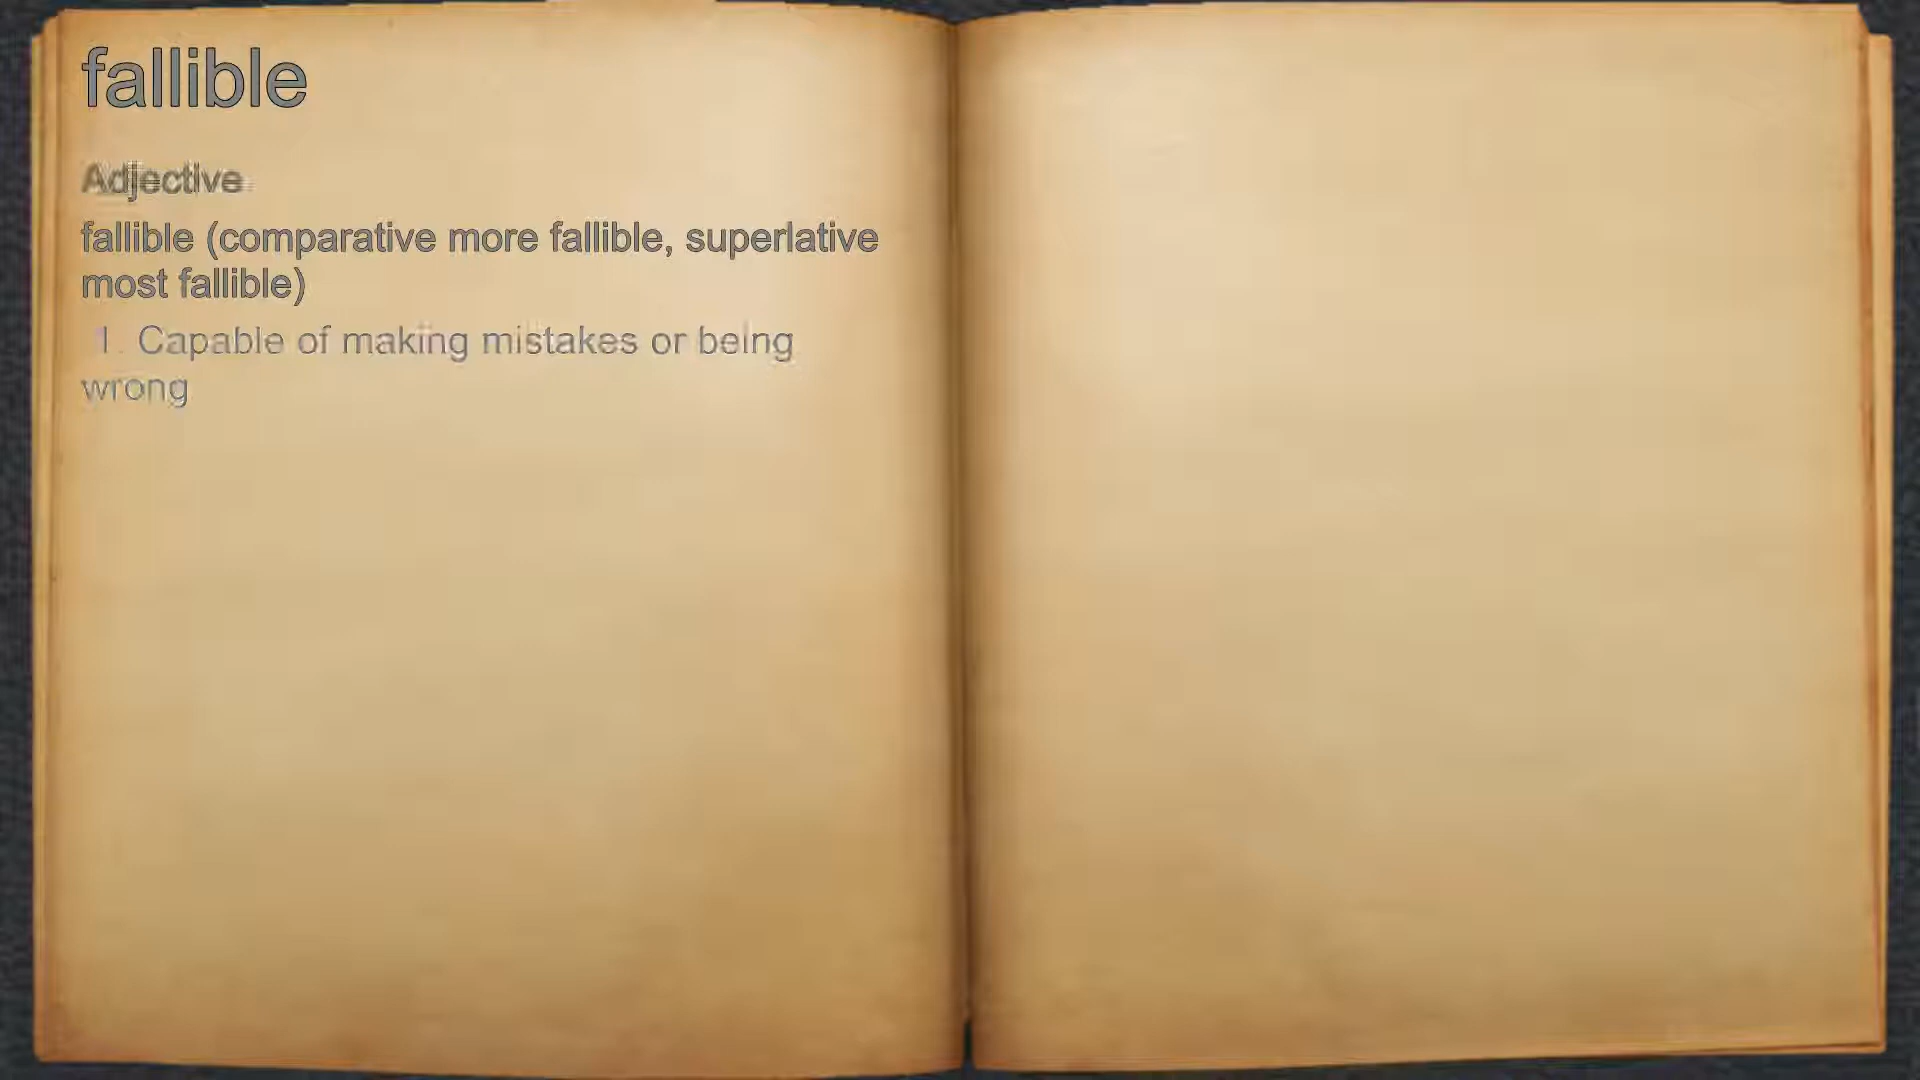 fallible
Adjective
fallible (comparative more fallible, superlative
most fallible)
1. Capable of making mistakes or being
wrong